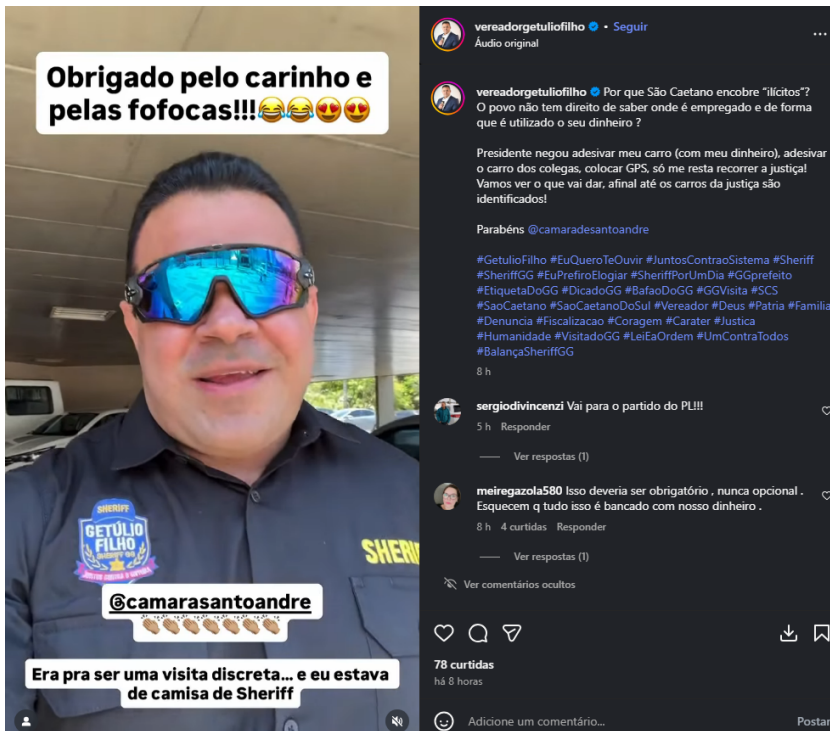 Obrigado pelo carinho e
pelas fofocas!!!😂😂😍😍
SHERIFF
GETÚLIO
FILHO
SHERIFF GG
SHERI
@camarasantoandre
👏🏼👏🏼👏🏼👏🏼👏🏼👏🏼👏🏼
Era pra ser uma visita discreta... e eu estava
de camisa de Sheriff
vereadorgetuliofilho • Seguir
Áudio original
vereadorgetuliofilho Por que São Caetano encobre “ilícitos”?
O povo não tem direito de saber onde é empregado e de forma
que é utilizado o seu dinheiro ?
Presidente negou adesivar meu carro (com meu dinheiro), adesivar
o carro dos colegas, colocar GPS, só me resta recorrer a justiça!
Vamos ver o que vai dar, afinal até os carros da justiça são
identificados!
Parabéns @camaradesantoandre
#GetulioFilho #EuQueroTeOuvir #JuntosContraoSistema #Sheriff
#SheriffGG #EuPrefiroElogiar #SheriffPorUmDia #GGprefeito
#EtiquetaDoGG #DicadoGG #BafaoDoGG #GGVisita #SCS
#SaoCaetano #SaoCaetanoDoSul #Vereador #Deus #Patria #Familia
#Denuncia #Fiscalizacao #Coragem #Carater #Justica
#Humanidade #VisitadoGG #LeiEaOrdem #UmContraTodos
#BalançaSheriffGG
8 h
sergiodivincenzi Vai para o partido do PL!!!
5 h Responder
Ver respostas (1)
meiregazola580 Isso deveria ser obrigatório , nunca opcional .
Esquecem q tudo isso é bancado com nosso dinheiro .
8 h 4 curtidas Responder
Ver respostas (1)
Ver comentários ocultos
78 curtidas
há 8 horas
Adicione um comentário...
Postar